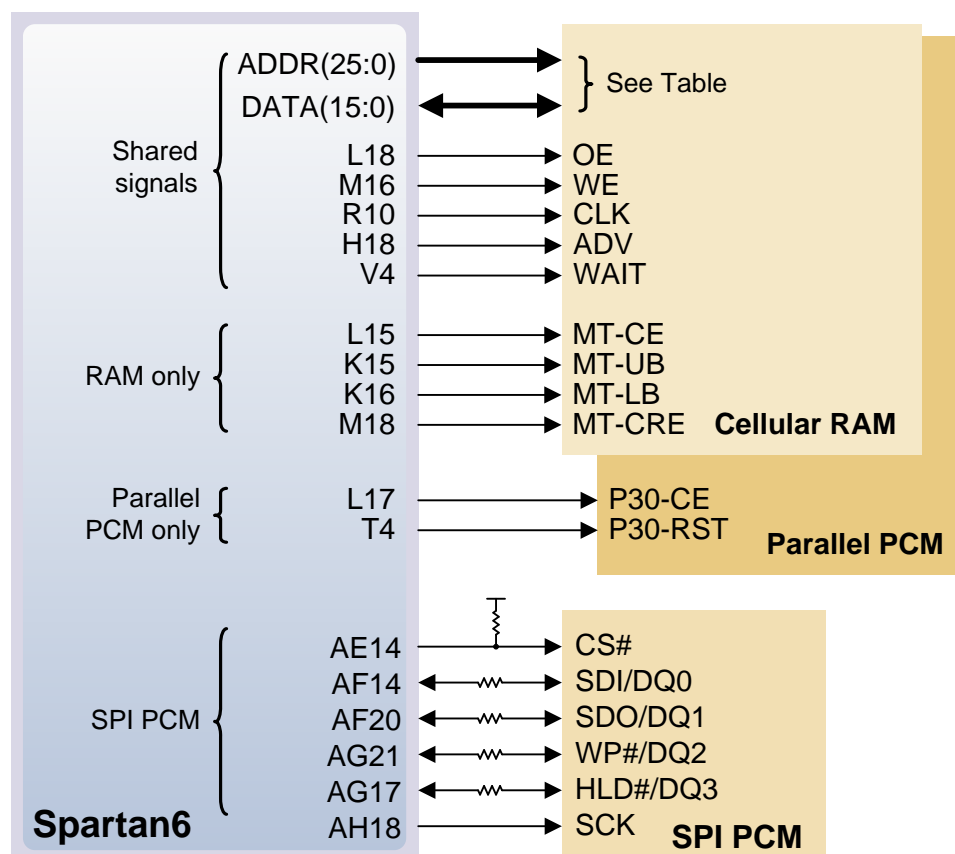 ADDR(25:0)
DATA(15:0)
See Table
Shared
signals
L18 OE
M16 WE
R10 CLK
H18 ADV
V4 WAIT
RAM only
L15 MT-CE
K15 MT-UB
K16 MT-LB
M18 MT-CRE
Cellular RAM
Parallel
PCM only
L17 P30-CE
T4 P30-RST
Parallel PCM
SPI PCM
AE14 CS#
AF14 SDI/DQ0
AF20 SDO/DQ1
AG21 WP#/DQ2
AG17 HLD#/DQ3
AH18 SCK
Spartan6
SPI PCM